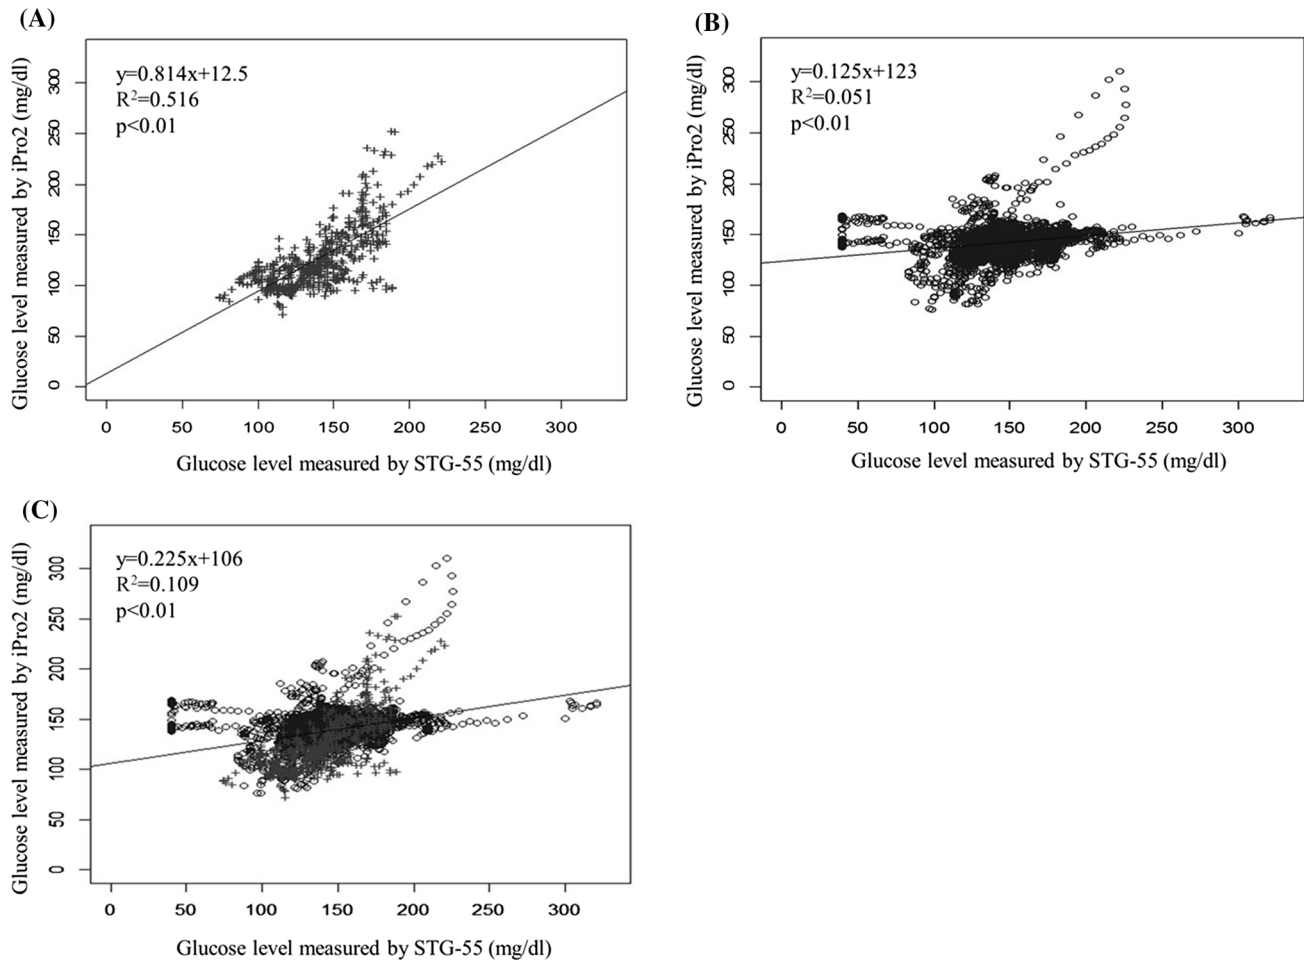 (A)
y=0.814x+12.5
R²=0.516
p<0.01
Glucose level measured by iPro2 (mg/dl)
300
250
200
150
100
50
0
0 50 100 150 200 250 300
Glucose level measured by STG-55 (mg/dl)
(B)
y=0.125x+123
R²=0.051
p<0.01
Glucose level measured by iPro2 (mg/dl)
300
250
200
150
100
50
0
0 50 100 150 200 250 300
Glucose level measured by STG-55 (mg/dl)
(C)
y=0.225x+106
R²=0.109
p<0.01
Glucose level measured by iPro2 (mg/dl)
300
250
200
150
100
50
0
0 50 100 150 200 250 300
Glucose level measured by STG-55 (mg/dl)